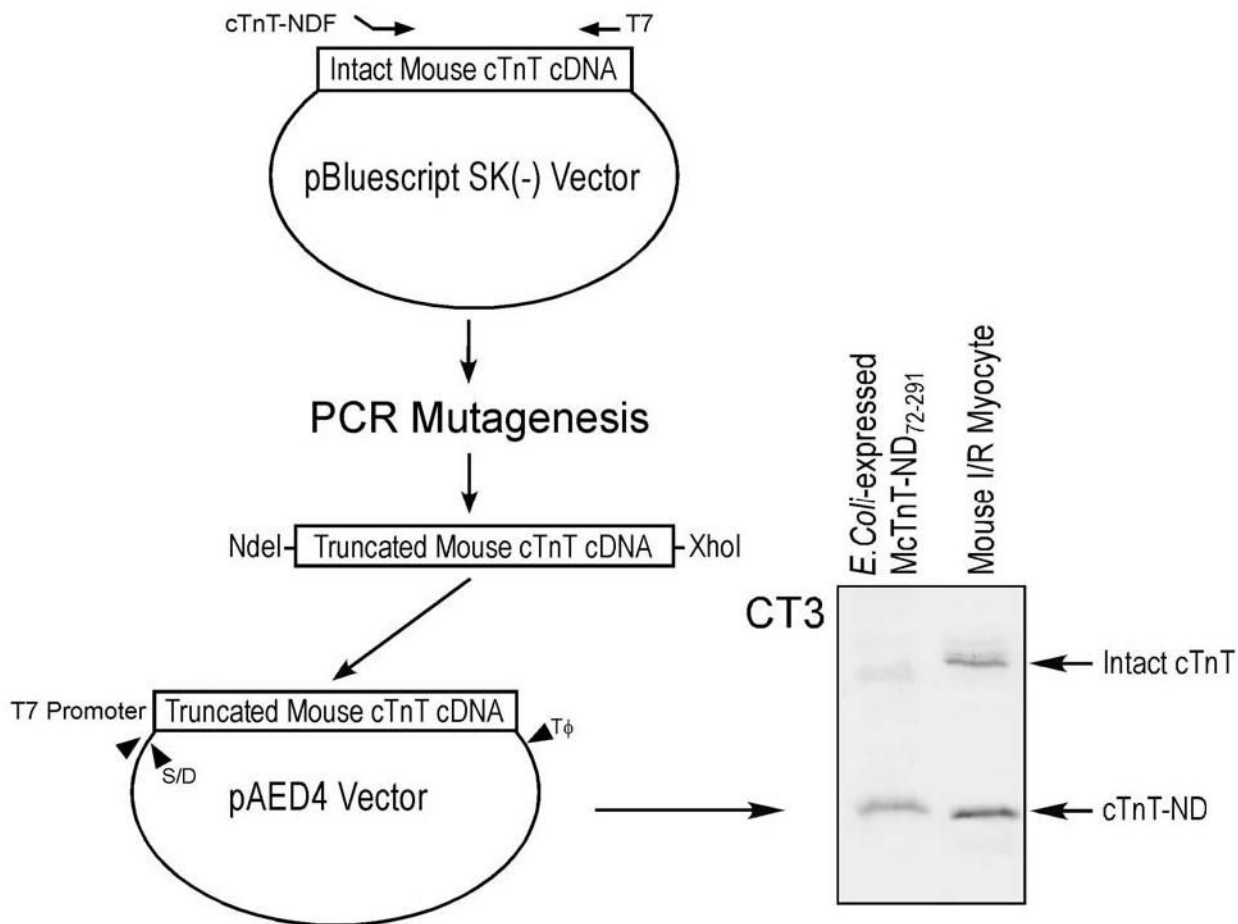 cTnT-NDF
T7
Intact Mouse cTnT cDNA
pBluescript SK(-) Vector
PCR Mutagenesis
NdeI
Truncated Mouse cTnT cDNA
XhoI
T7 Promoter
Truncated Mouse cTnT cDNA
Tϕ
S/D
pAED4 Vector
E.Coli-expressed
McTnT-ND72-291
Mouse I/R Myocyte
CT3
Intact cTnT
cTnT-ND